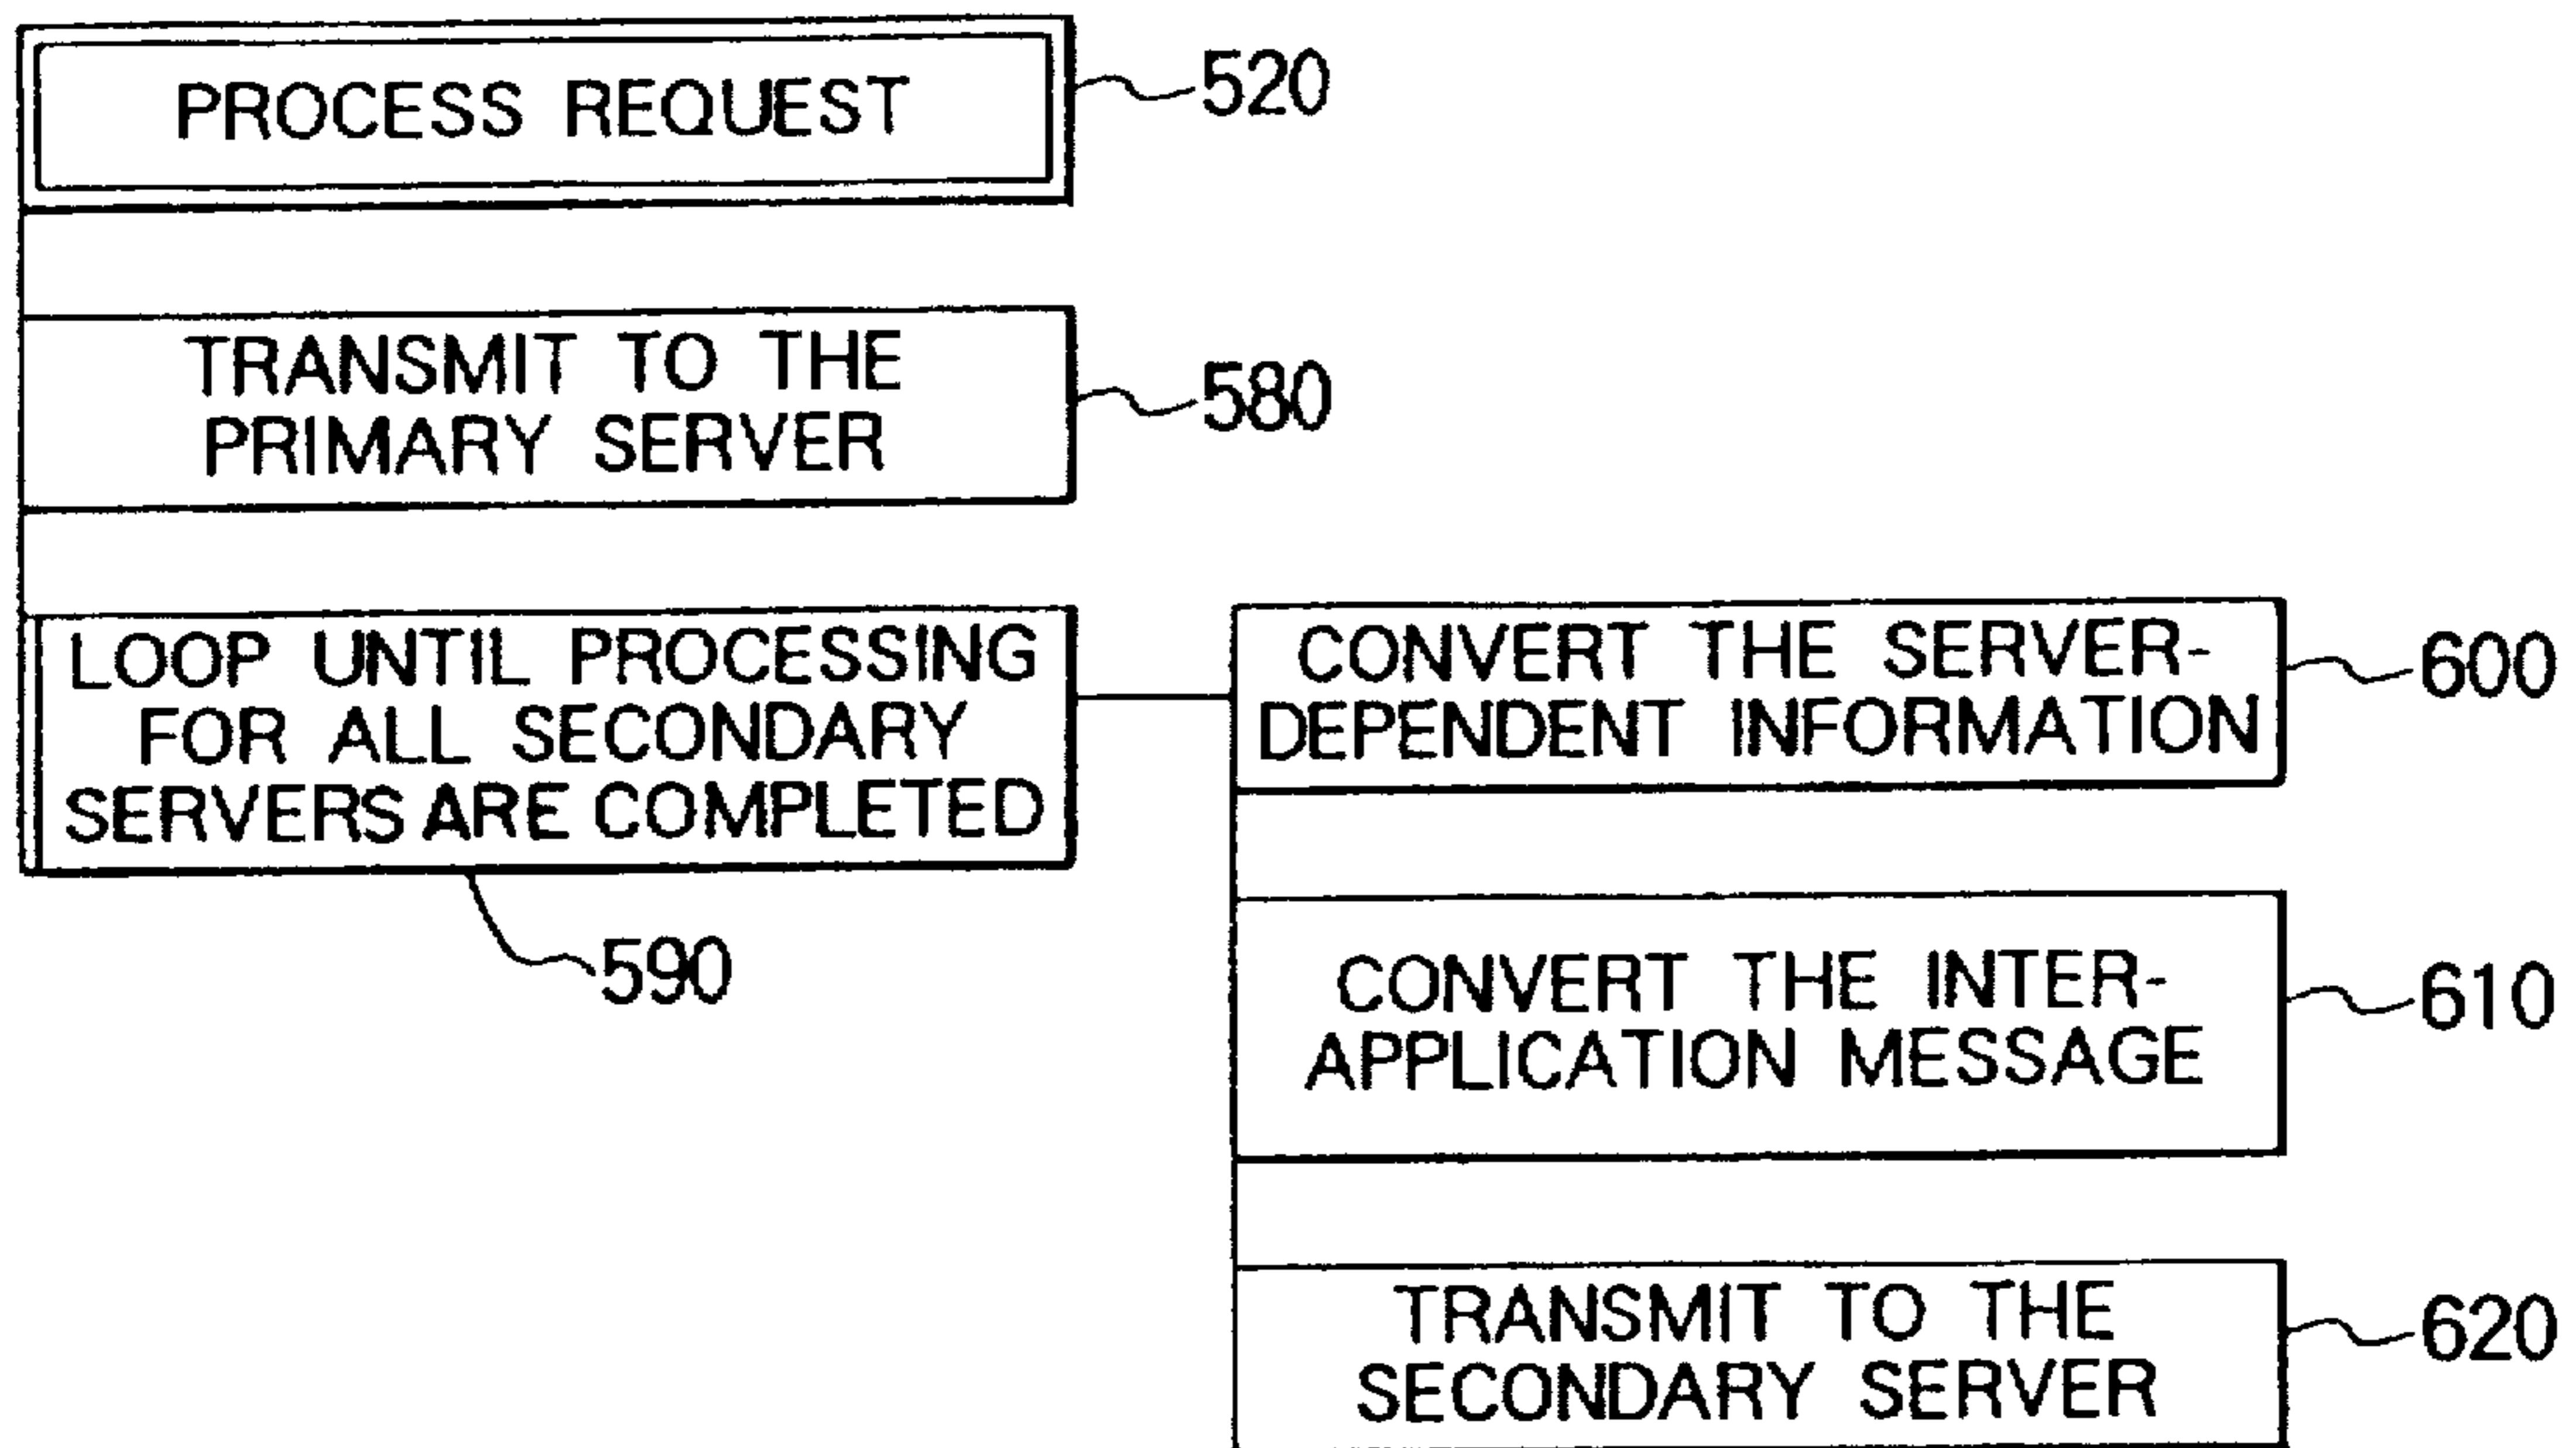 PROCESS REQUEST
520
TRANSMIT TO THE
PRIMARY SERVER
580
LOOP UNTIL PROCESSING
FOR ALL SECONDARY
SERVERS ARE COMPLETED
590
CONVERT THE SERVER-
DEPENDENT INFORMATION
600
CONVERT THE INTER-
APPLICATION MESSAGE
610
TRANSMIT TO THE
SECONDARY SERVER
620